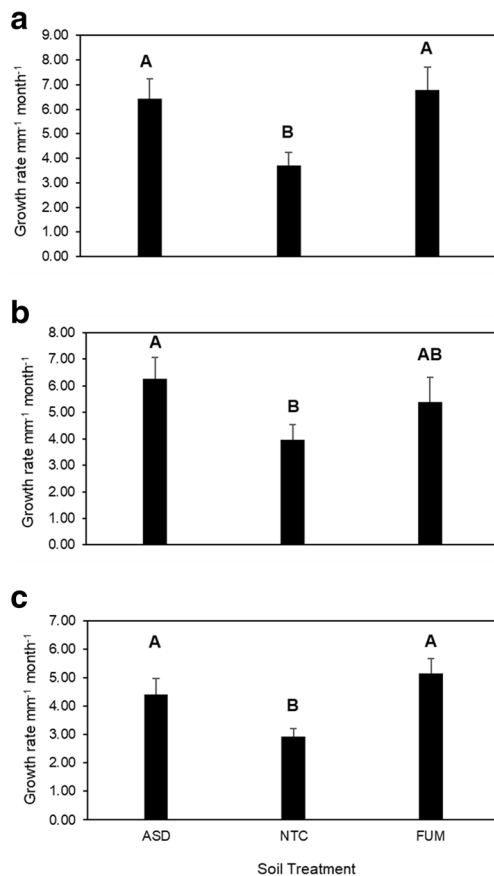 a
Growth rate mm⁻¹ month⁻¹
9.00
8.00
7.00
6.00
5.00
4.00
3.00
2.00
1.00
0.00
A
B
A
b
Growth rate mm⁻¹ month⁻¹
8.00
7.00
6.00
5.00
4.00
3.00
2.00
1.00
0.00
A
B
AB
c
Growth rate mm⁻¹ month⁻¹
7.00
6.00
5.00
4.00
3.00
2.00
1.00
0.00
A
B
A
ASD NTC FUM
Soil Treatment